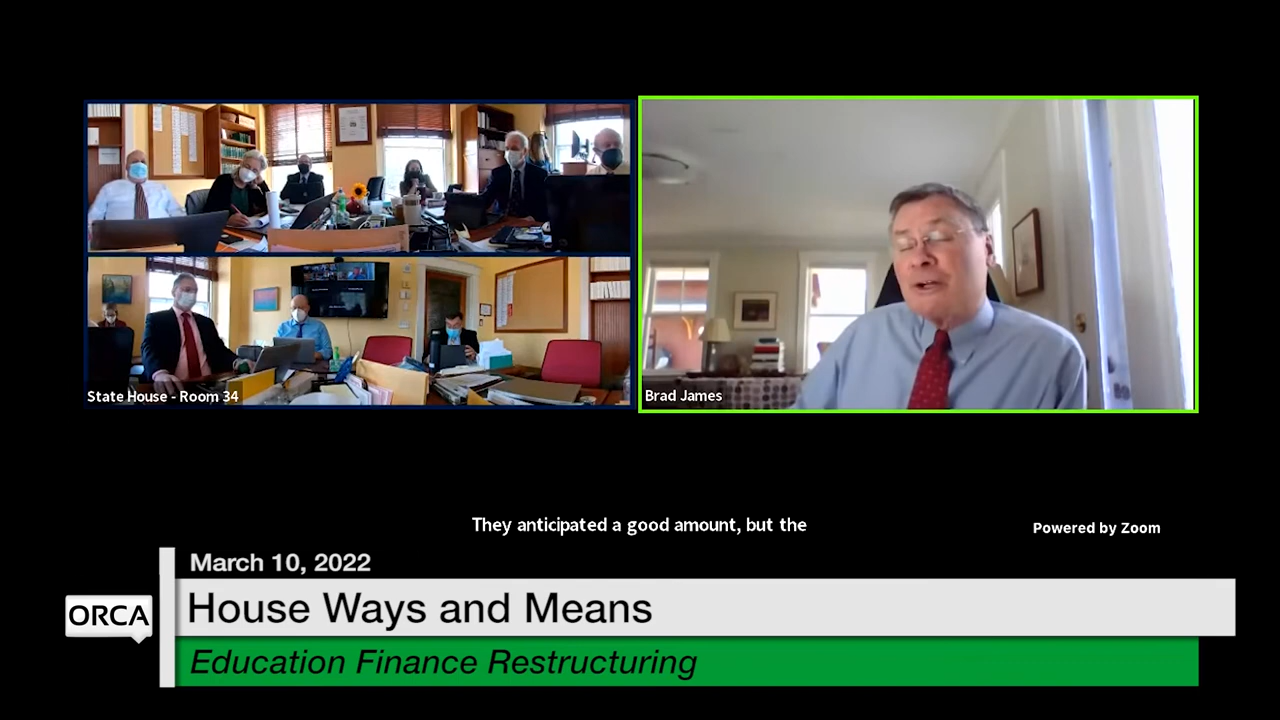 State House - Room 34
Brad James
They anticipated a good amount, but the
Powered by Zoom
March 10, 2022
ORCA
House Ways and Means
Education Finance Restructuring